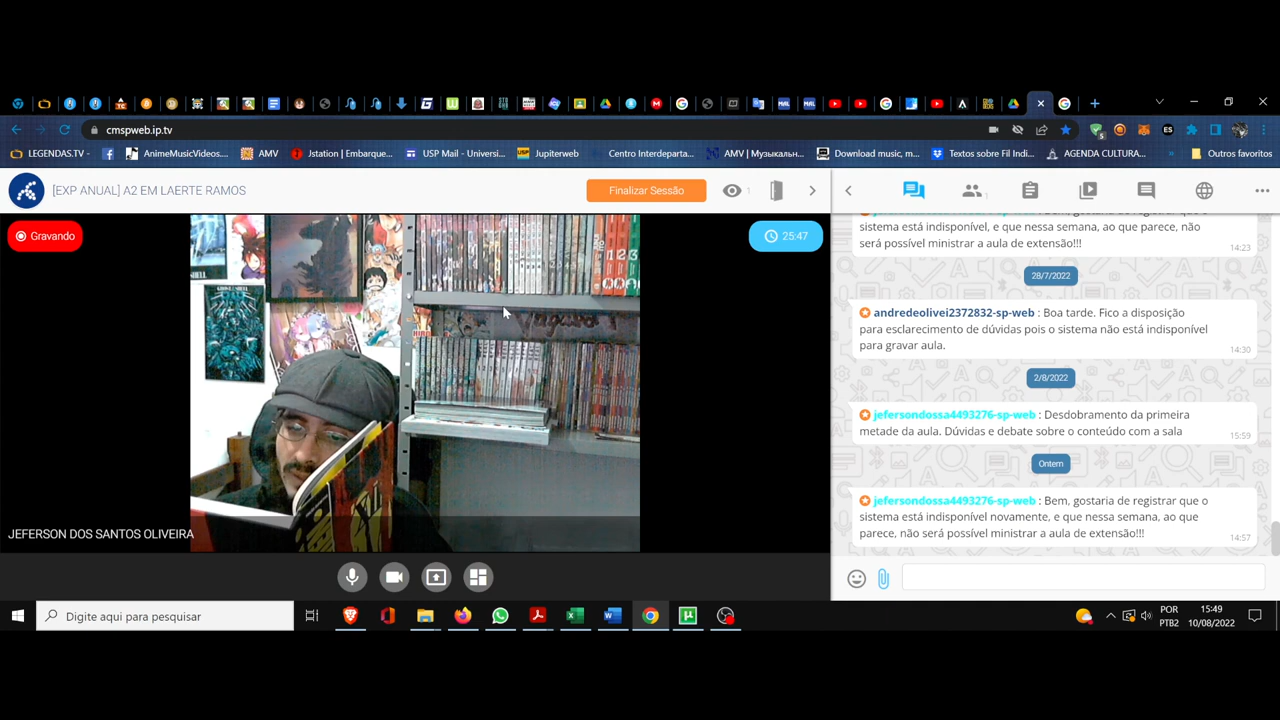 cmspweb.ip.tv
LEGENDAS.TV -
AnimeMusicVideos...
AMV
Jstation | Embarque...
USP Mail - Universi...
Jupiterweb
Centro Interdeparta...
AMV | Музыкальн...
Download music, m...
Textos sobre Fil Indi...
AGENDA CULTURA...
»
Outros favoritos
[EXP ANUAL] A2 EM LAERTE RAMOS
Finalizar Sessão
1
Gravando
25:47
JEFERSON DOS SANTOS OLIVEIRA
1
sistema está indisponível, e que nessa semana, ao que parece, não
será possível ministrar a aula de extensão!!!
14:23
28/7/2022
andredeolivei2372832-sp-web : Boa tarde. Fico a disposição
para esclarecimento de dúvidas pois o sistema não está indisponível
para gravar aula.
14:30
2/8/2022
jefersondossa4493276-sp-web : Desdobramento da primeira
metade da aula. Dúvidas e debate sobre o conteúdo com a sala
15:59
Ontem
jefersondossa4493276-sp-web : Bem, gostaria de registrar que o
sistema está indisponível novamente, e que nessa semana, ao que
parece, não será possível ministrar a aula de extensão!!!
14:57
Digite aqui para pesquisar
POR
PTB2
15:49
10/08/2022